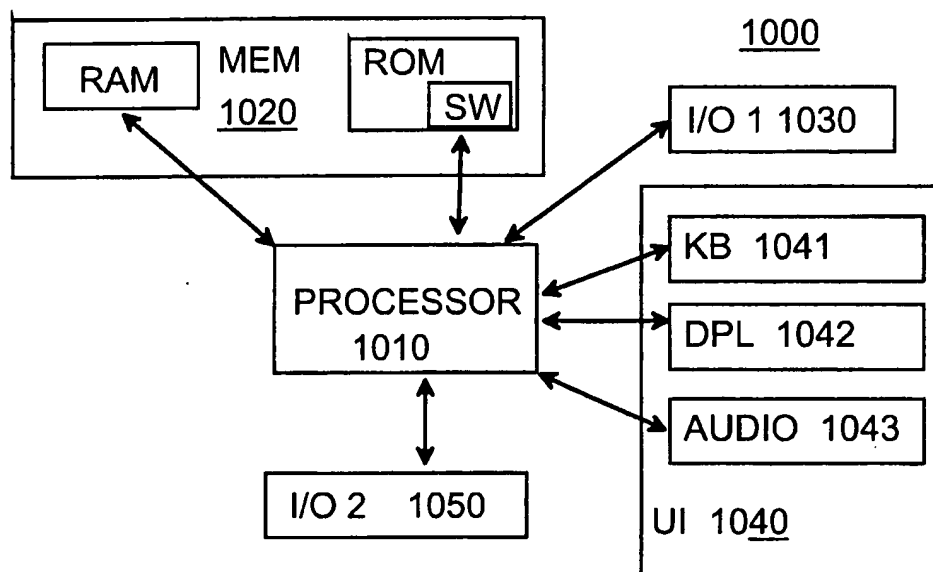 1000
RAM
MEM
1020
ROM
SW
I/O 1 1030
KB 1041
DPL 1042
AUDIO 1043
UI 1040
PROCESSOR
1010
I/O 2 1050